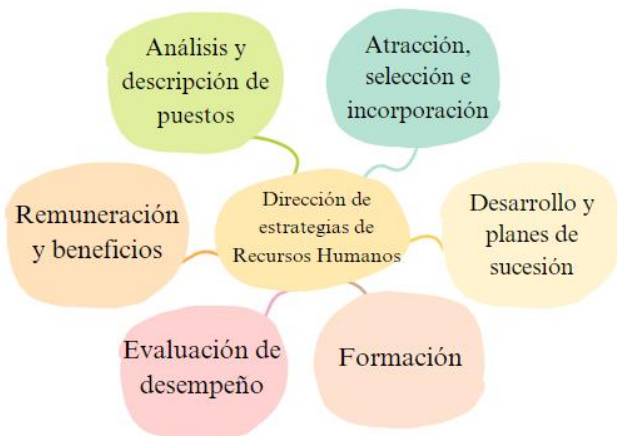 Análisis y
descripción de
puestos
Atracción,
selección e
incorporación
Remuneración
y beneficios
Dirección de
estrategias de
Recursos Humanos
Desarrollo y
planes de
sucesión
Evaluación de
desempeño
Formación